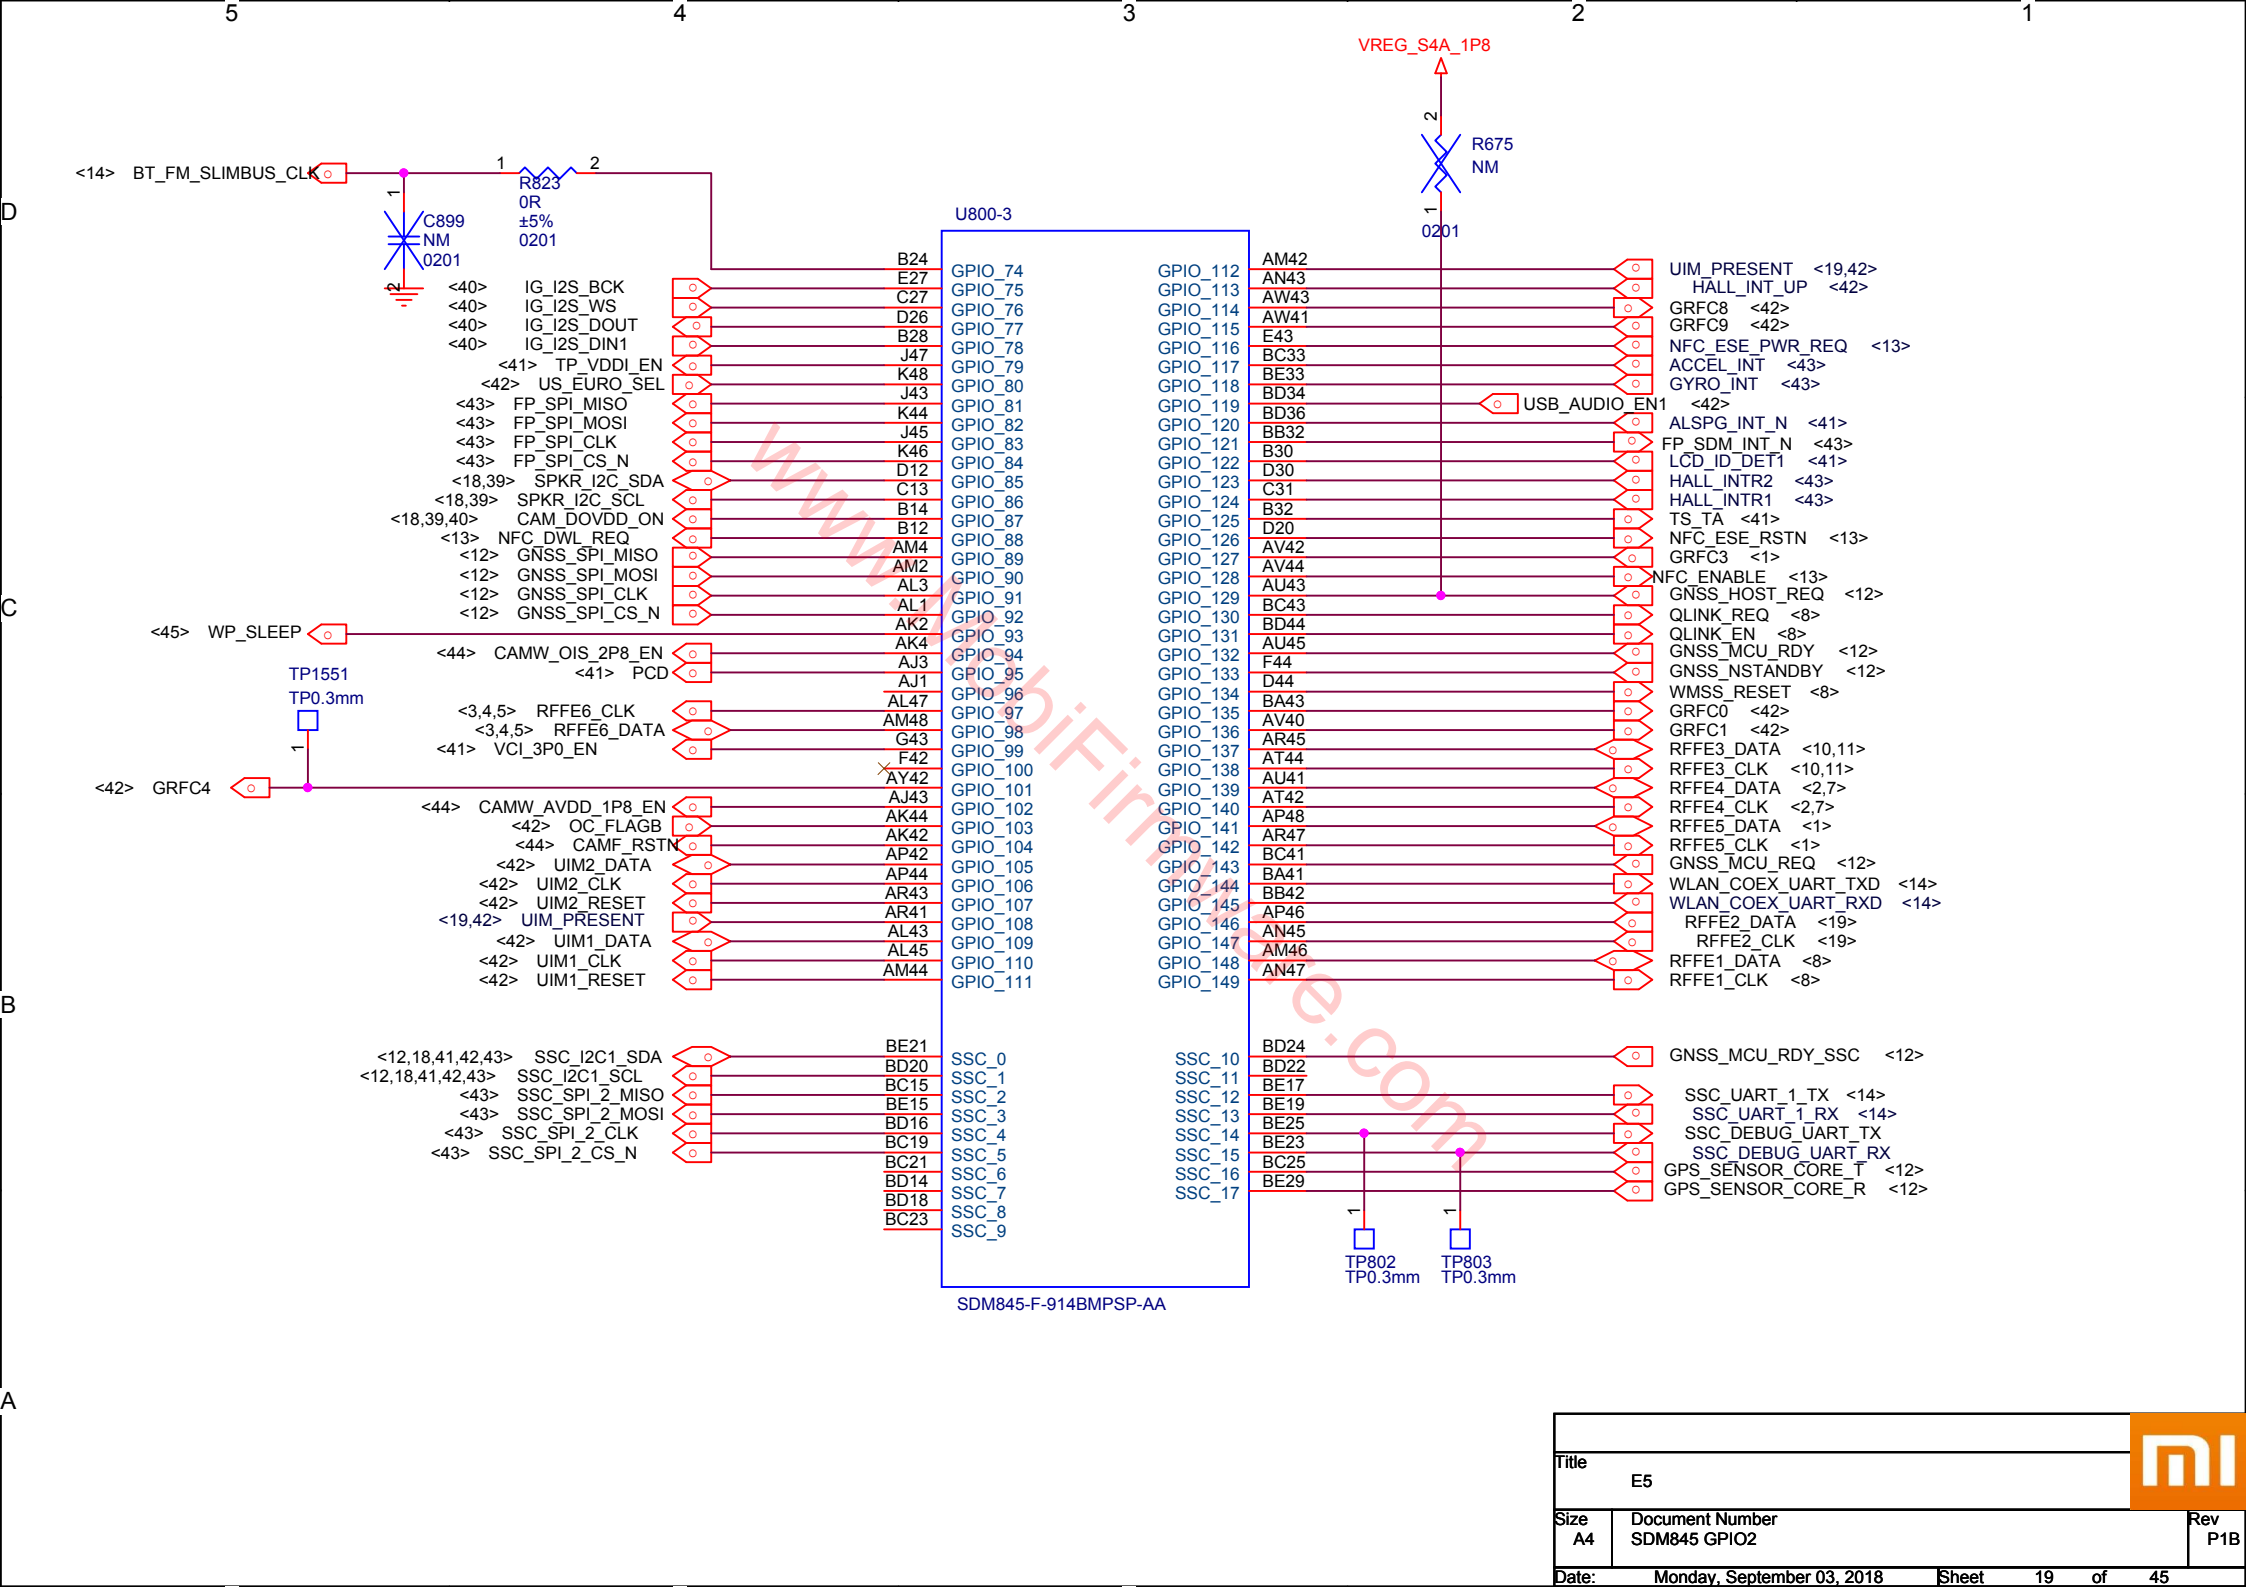 5 4 3 2 1
VREG_S4A_1P8
2
R675
NM
1
0201
<14> BT_FM_SLIMBUS_CLK
1 2
R823
0R
±5%
0201
1
C899
NM
0201
2
D
C
B
A
U800-3
B24 GPIO_74
<40> IG_I2S_BCK E27 GPIO_75
<40> IG_I2S_WS C27 GPIO_76
<40> IG_I2S_DOUT D26 GPIO_77
<40> IG_I2S_DIN1 B28 GPIO_78
<41> TP_VDDI_EN J47 GPIO_79
<42> US_EURO_SEL K48 GPIO_80
<43> FP_SPI_MISO J43 GPIO_81
<43> FP_SPI_MOSI K44 GPIO_82
<43> FP_SPI_CLK J45 GPIO_83
<43> FP_SPI_CS_N K46 GPIO_84
<18,39> SPKR_I2C_SDA D12 GPIO_85
<18,39> SPKR_I2C_SCL C13 GPIO_86
<18,39,40> CAM_DOVDD_ON B14 GPIO_87
<13> NFC_DWL_REQ B12 GPIO_88
<12> GNSS_SPI_MISO AM4 GPIO_89
<12> GNSS_SPI_MOSI AM2 GPIO_90
<12> GNSS_SPI_CLK AL3 GPIO_91
<12> GNSS_SPI_CS_N AL1 GPIO_92
<45> WP_SLEEP AK2 GPIO_93
<44> CAMW_OIS_2P8_EN AK4 GPIO_94
<41> PCD AJ3 GPIO_95
AJ1 GPIO_96
TP1551
TP0.3mm
1
<3,4,5> RFFE6_CLK AL47 GPIO_97
<3,4,5> RFFE6_DATA AM48 GPIO_98
<41> VCI_3P0_EN G43 GPIO_99
F42 GPIO_100
<42> GRFC4 AY42 GPIO_101
<44> CAMW_AVDD_1P8_EN AJ43 GPIO_102
<42> OC_FLAGB AK44 GPIO_103
<44> CAMF_RSTN AK42 GPIO_104
<42> UIM2_DATA AP42 GPIO_105
<42> UIM2_CLK AP44 GPIO_106
<42> UIM2_RESET AR43 GPIO_107
<19,42> UIM_PRESENT AR41 GPIO_108
<42> UIM1_DATA AL43 GPIO_109
<42> UIM1_CLK AL45 GPIO_110
<42> UIM1_RESET AM44 GPIO_111
<12,18,41,42,43> SSC_I2C1_SDA BE21 SSC_0
<12,18,41,42,43> SSC_I2C1_SCL BD20 SSC_1
<43> SSC_SPI_2_MISO BC15 SSC_2
<43> SSC_SPI_2_MOSI BE15 SSC_3
<43> SSC_SPI_2_CLK BD16 SSC_4
<43> SSC_SPI_2_CS_N BC19 SSC_5
BC21 SSC_6
BD14 SSC_7
BD18 SSC_8
BC23 SSC_9
GPIO_112 AM42 UIM_PRESENT <19,42>
GPIO_113 AN43 HALL_INT_UP <42>
GPIO_114 AW43 GRFC8 <42>
GPIO_115 AW41 GRFC9 <42>
GPIO_116 E43 NFC_ESE_PWR_REQ <13>
GPIO_117 BC33 ACCEL_INT <43>
GPIO_118 BE33 GYRO_INT <43>
GPIO_119 BD34 USB_AUDIO_EN1 <42>
GPIO_120 BD36 ALSPG_INT_N <41>
GPIO_121 BB32 FP_SDM_INT_N <43>
GPIO_122 B30 LCD_ID_DET1 <41>
GPIO_123 D30 HALL_INTR2 <43>
GPIO_124 C31 HALL_INTR1 <43>
GPIO_125 B32 TS_TA <41>
GPIO_126 D20 NFC_ESE_RSTN <13>
GPIO_127 AV42 GRFC3 <1>
GPIO_128 AV44 NFC_ENABLE <13>
GPIO_129 AU43 GNSS_HOST_REQ <12>
GPIO_130 BC43 QLINK_REQ <8>
GPIO_131 BD44 QLINK_EN <8>
GPIO_132 AU45 GNSS_MCU_RDY <12>
GPIO_133 F44 GNSS_NSTANDBY <12>
GPIO_134 D44 WMSS_RESET <8>
GPIO_135 BA43 GRFC0 <42>
GPIO_136 AV40 GRFC1 <42>
GPIO_137 AR45 RFFE3_DATA <10,11>
GPIO_138 AT44 RFFE3_CLK <10,11>
GPIO_139 AU41 RFFE4_DATA <2,7>
GPIO_140 AT42 RFFE4_CLK <2,7>
GPIO_141 AP48 RFFE5_DATA <1>
GPIO_142 AR47 RFFE5_CLK <1>
GPIO_143 BC41 GNSS_MCU_REQ <12>
GPIO_144 BA41 WLAN_COEX_UART_TXD <14>
GPIO_145 BB42 WLAN_COEX_UART_RXD <14>
GPIO_146 AP46 RFFE2_DATA <19>
GPIO_147 AN45 RFFE2_CLK <19>
GPIO_148 AM46 RFFE1_DATA <8>
GPIO_149 AN47 RFFE1_CLK <8>
SSC_10 BD24 GNSS_MCU_RDY_SSC <12>
SSC_11 BD22
SSC_12 BE17 SSC_UART_1_TX <14>
SSC_13 BE19 SSC_UART_1_RX <14>
SSC_14 BE25 SSC_DEBUG_UART_TX
SSC_15 BE23 SSC_DEBUG_UART_RX
SSC_16 BC25 GPS_SENSOR_CORE_T <12>
SSC_17 BE29 GPS_SENSOR_CORE_R <12>
1 1
TP802 TP803
TP0.3mm TP0.3mm
SDM845-F-914BMPSP-AA
www.MobiFirmware.com
mi
Title
E5
Size Document Number Rev
A4 SDM845 GPIO2 P1B
Date: Monday, September 03, 2018 Sheet 19 of 45